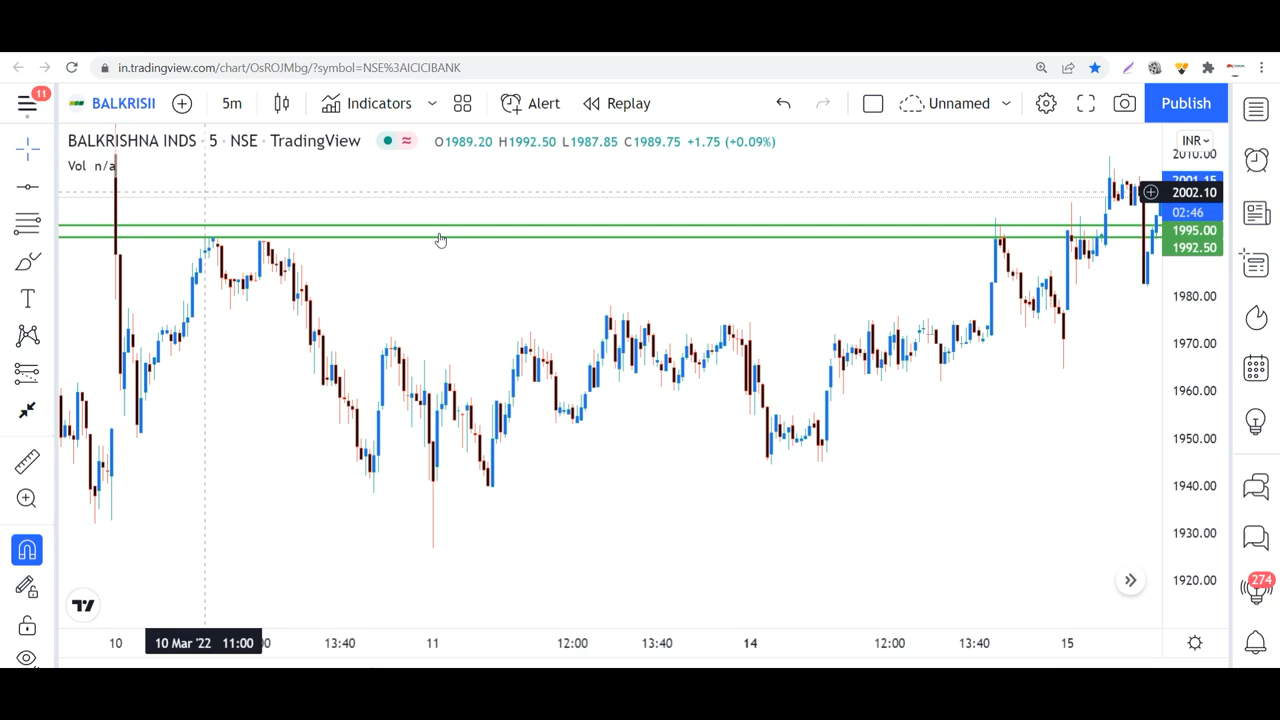 in.tradingview.com/chart/OsROJMbg/?symbol=NSE%3AICICIBANK
11
BALKRISII
5m
Indicators
Alert
Replay
Unnamed
Publish
BALKRISHNA INDS · 5 · NSE · TradingView
O1989.20 H1992.50 L1987.85 C1989.75 +1.75 (+0.09%)
INR
Vol n/a
2010.00
2001.15
2002.10
02:46
1995.00
1992.50
1980.00
1970.00
1960.00
1950.00
1940.00
1930.00
1920.00
274
10
10 Mar '22 11:00
13:40
11
12:00
13:40
14
12:00
13:40
15